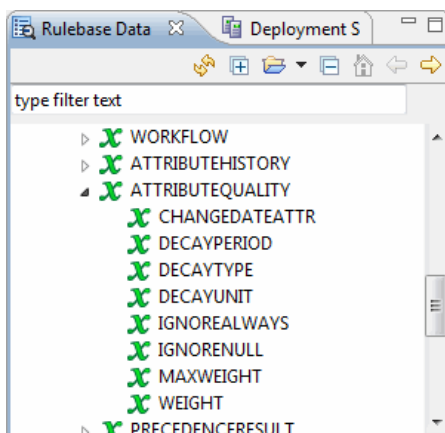 Rulebase Data Deployment S
type filter text
WORKFLOW
ATTRIBUTEHISTORY
ATTRIBUTEQUALITY
CHANGEDATEATTR
DECAYPERIOD
DECAYTYPE
DECAYUNIT
IGNOREALWAYS
IGNORENULL
MAXWEIGHT
WEIGHT
PRECEDENCERESULT